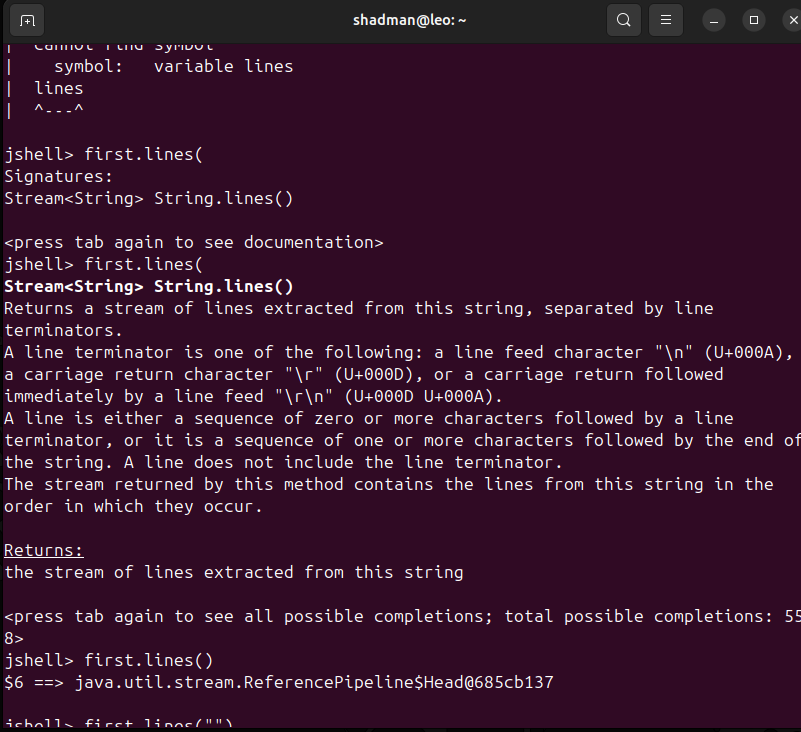 shadman@leo: ~
| cannot find symbol
|   symbol:   variable lines
| lines
| ^---^
jshell> first.lines(
Signatures:
Stream<String> String.lines()
<press tab again to see documentation>
jshell> first.lines(
Stream<String> String.lines()
Returns a stream of lines extracted from this string, separated by line
terminators.
A line terminator is one of the following: a line feed character "\n" (U+000A),
a carriage return character "\r" (U+000D), or a carriage return followed
immediately by a line feed "\r\n" (U+000D U+000A).
A line is either a sequence of zero or more characters followed by a line
terminator, or it is a sequence of one or more characters followed by the end of
the string. A line does not include the line terminator.
The stream returned by this method contains the lines from this string in the
order in which they occur.
Returns:
the stream of lines extracted from this string
<press tab again to see all possible completions; total possible completions: 55
8>
jshell> first.lines()
$6 ==> java.util.stream.ReferencePipeline$Head@685cb137
jshell> first.lines("")